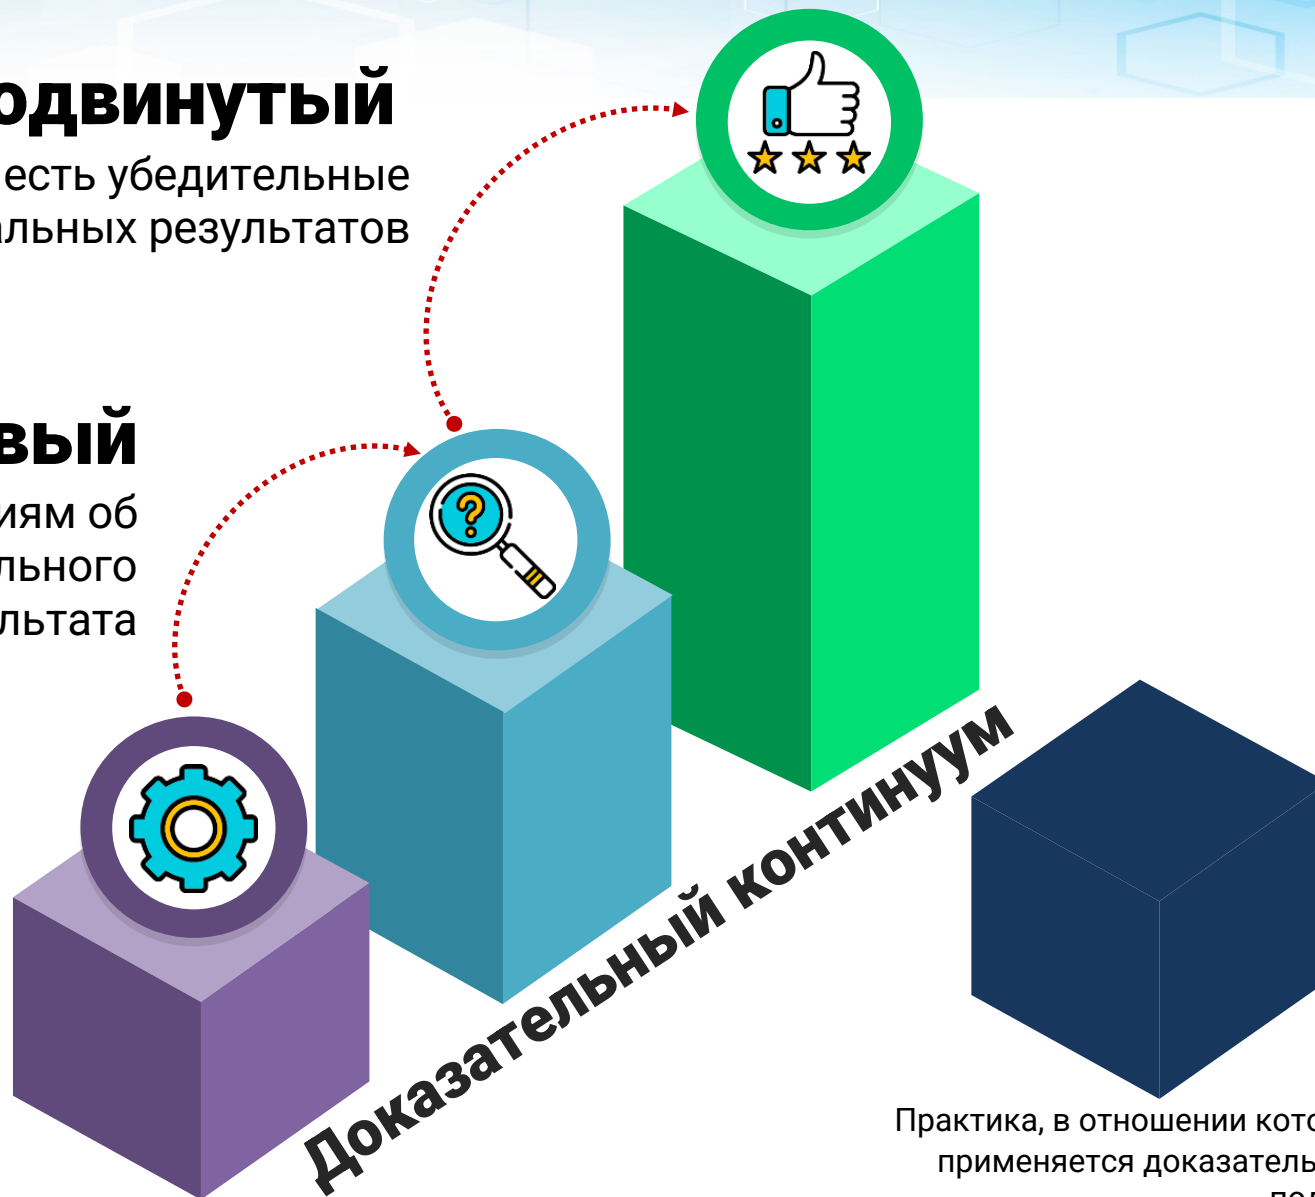 одвинутый
есть убедительные
альных результатов
вый
иям об
льного
льтата
Доказательный континуум
Практика, в отношении кото
применяется доказатель